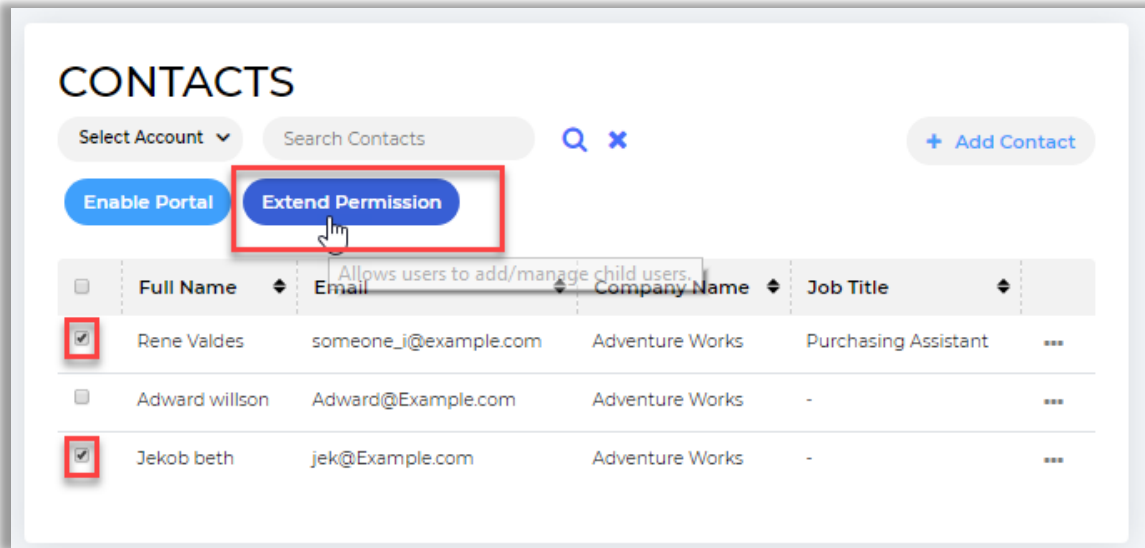 CONTACTS
Select Account Search Contacts + Add Contact
Enable Portal Extend Permission
Allows users to add/manage child users.
Full Name Email Company Name Job Title
Rene Valdes someone_i@example.com Adventure Works Purchasing Assistant
Adward willson Adward@Example.com Adventure Works -
Jekob beth jek@Example.com Adventure Works -